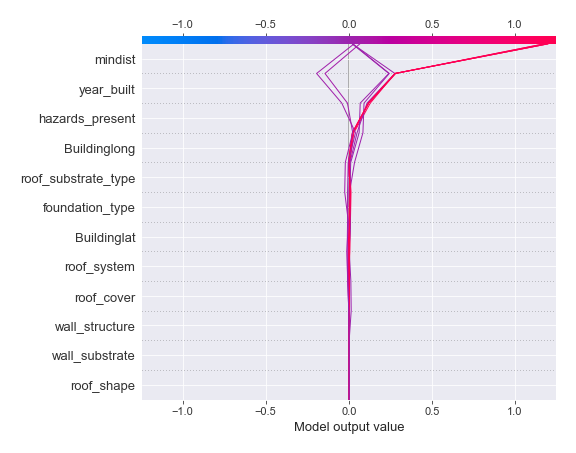 −1.0 −0.5 0.0 0.5 1.0
mindist
year_built
hazards_present
Buildinglong
roof_substrate_type
foundation_type
Buildinglat
roof_system
roof_cover
wall_structure
wall_substrate
roof_shape
−1.0 −0.5 0.0 0.5 1.0
Model output value